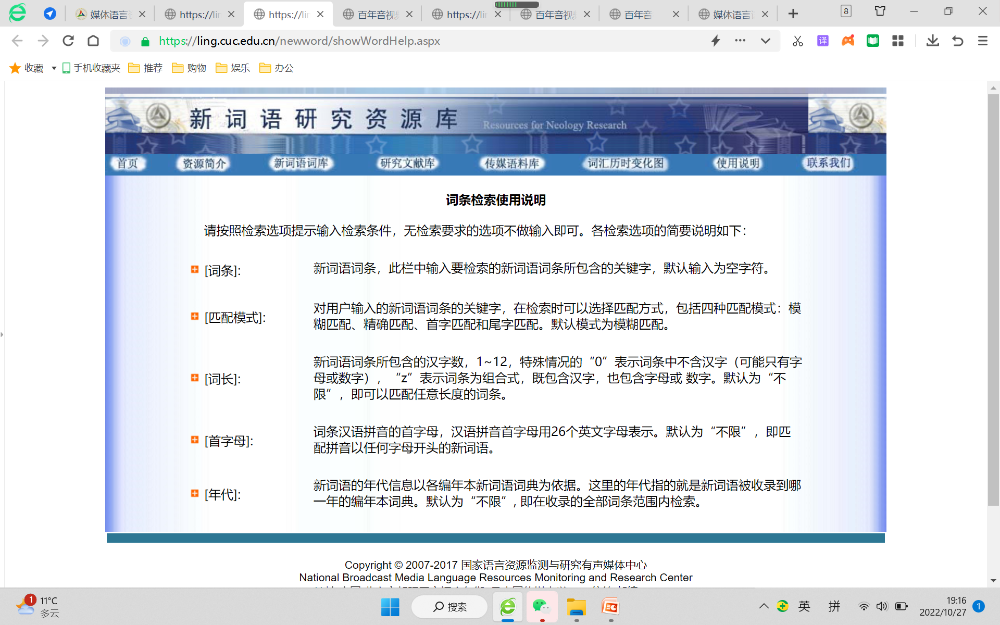 媒体语言资
https://lin
https://lin
百年音视频
https://lin
百年音视频
百年音
媒体语言
8
https://ling.cuc.edu.cn/newword/showWordHelp.aspx
译
收藏
手机收藏夹
推荐
购物
娱乐
办公
新词语研究资源库
Resources for Neology Research
首页
资源简介
新词语词库
研究文献库
传媒语料库
词汇历时变化图
使用说明
联系我们
词条检索使用说明
请按照检索选项提示输入检索条件，无检索要求的选项不做输入即可。各检索选项的简要说明如下：
[词条]:
新词语词条，此栏中输入要检索的新词语词条所包含的关键字，默认输入为空字符。
[匹配模式]:
对用户输入的新词语词条的关键字，在检索时可以选择匹配方式，包括四种匹配模式：模
糊匹配、精确匹配、首字匹配和尾字匹配。默认模式为模糊匹配。
[词长]:
新词语词条所包含的汉字数，1~12，特殊情况的“0”表示词条中不含汉字（可能只有字
母或数字），“z”表示词条为组合式，既包含汉字，也包含字母或 数字。默认为“不
限”，即可以匹配任意长度的词条。
[首字母]:
词条汉语拼音的首字母，汉语拼音首字母用26个英文字母表示。默认为“不限”，即匹
配拼音以任何字母开头的新词语。
[年代]:
新词语的年代信息以各编年本新词语词典为依据。这里的年代指的就是新词语被收录到哪
一年的编年本词典。默认为“不限”, 即在收录的全部词条范围内检索。
Copyright © 2007-2017 国家语言资源监测与研究有声媒体中心
National Broadcast Media Language Resources Monitoring and Research Center
1
11°C
多云
搜索
英
拼
19:16
2022/10/27
1